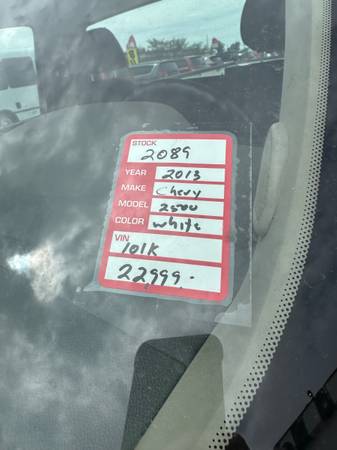 STOCK
2089
YEAR 2013
MAKE Chevy
MODEL 2500
COLOR white
VIN
101K
22999.